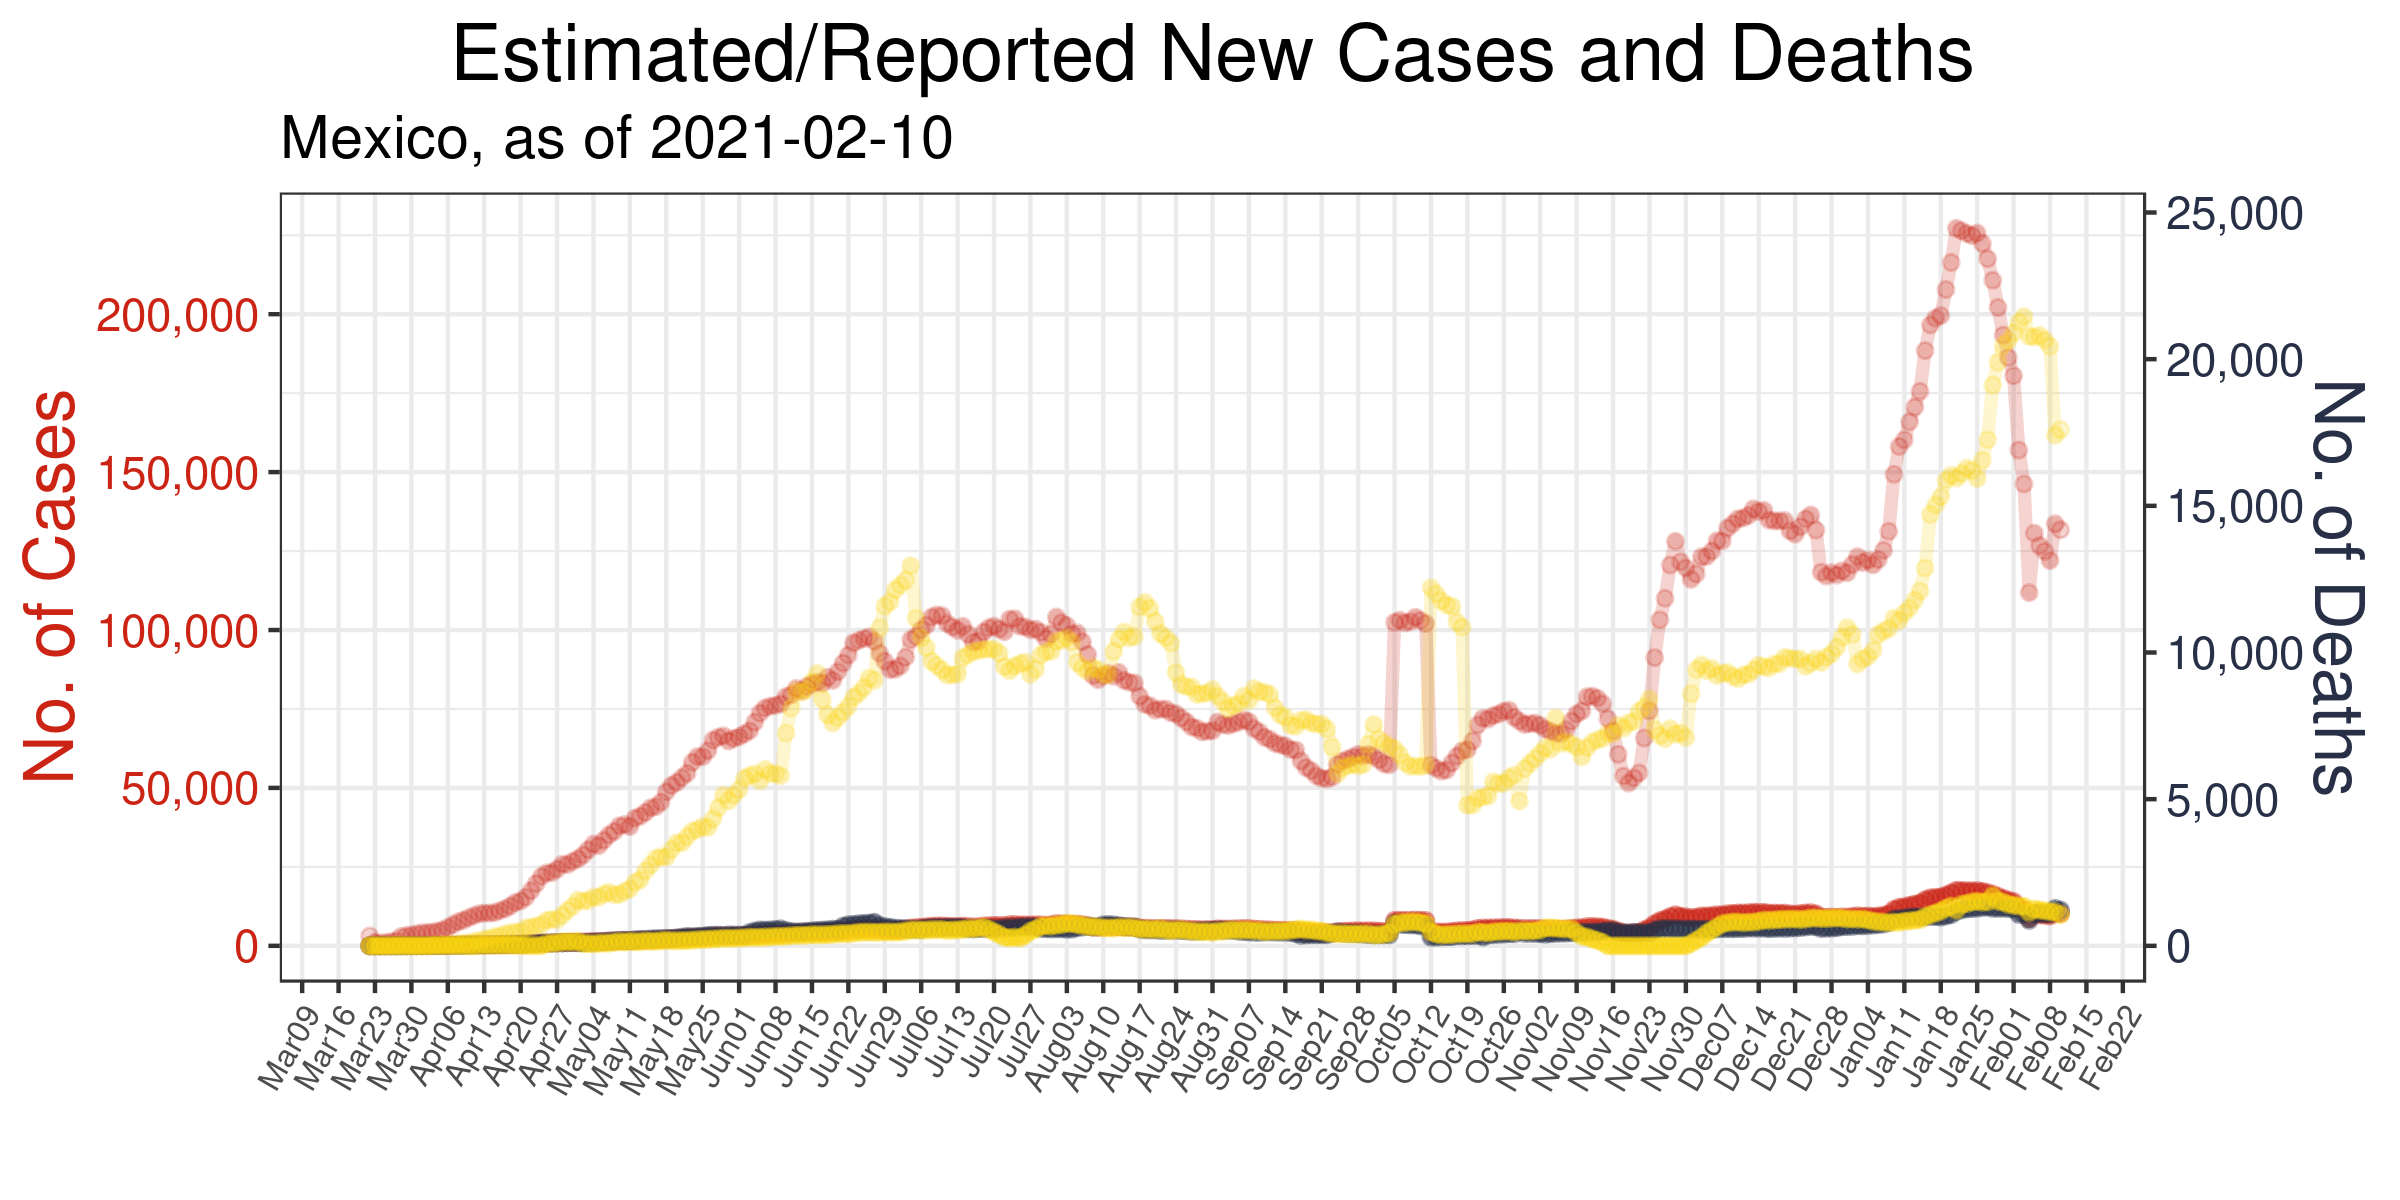 Estimated/Reported New Cases and Deaths
Mexico, as of 2021-02-10
No. of Cases
200,000
150,000
100,000
50,000
0
25,000
20,000
15,000
10,000
5,000
0
No. of Deaths
Mar09 Mar16 Mar23 Mar30 Apr06 Apr13 Apr20 Apr27 May04 May11 May18 May25 Jun01 Jun08 Jun15 Jun22 Jun29 Jul06 Jul13 Jul20 Jul27 Aug03 Aug10 Aug17 Aug24 Aug31 Sep07 Sep14 Sep21 Sep28 Oct05 Oct12 Oct19 Oct26 Nov02 Nov09 Nov16 Nov23 Nov30 Dec07 Dec14 Dec21 Dec28 Jan04 Jan11 Jan18 Jan25 Feb01 Feb08 Feb15 Feb22